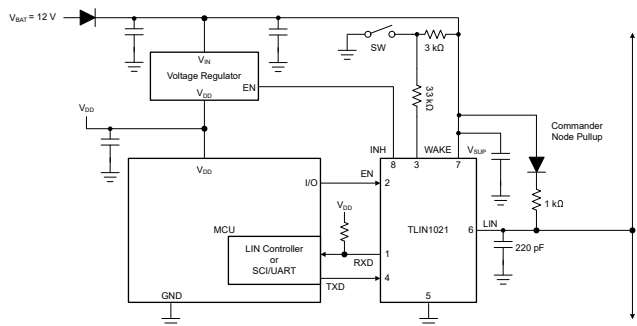 VBAT = 12 V
SW
3 kΩ
VIN
Voltage Regulator
VDD
EN
33 kΩ
VDD
Commander
Node Pullup
INH
WAKE
VSUP
8
3
7
VDD
I/O
EN
2
1 kΩ
VDD
MCU
TLIN1021
LIN
6
LIN Controller
or
SCI/UART
RXD
1
220 pF
TXD
4
GND
5